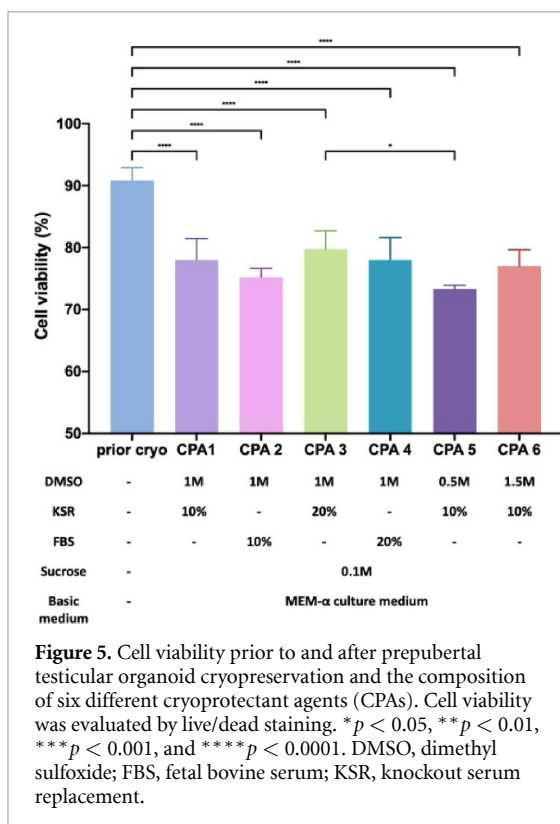 ****
****
****
****
****
****
*
100
90
80
70
60
50
Cell viability (%)
prior cryo CPA1 CPA 2 CPA 3 CPA 4 CPA 5 CPA 6
DMSO - 1M 1M 1M 1M 0.5M 1.5M
KSR - 10% - 20% - 10% 10%
FBS - - 10% - 20% - -
Sucrose - 0.1M
Basic medium - MEM-α culture medium
Figure 5. Cell viability prior to and after prepubertal
testicular organoid cryopreservation and the composition
of six different cryoprotectant agents (CPAs). Cell viability
was evaluated by live/dead staining. *p < 0.05, **p < 0.01,
***p < 0.001, and ****p < 0.0001. DMSO, dimethyl
sulfoxide; FBS, fetal bovine serum; KSR, knockout serum
replacement.